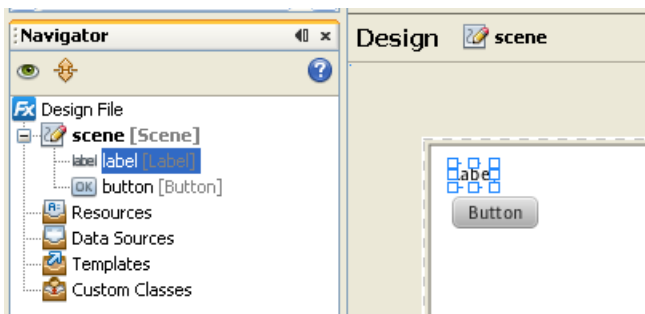 Navigator
Design scene
Fx Design File
scene [Scene]
label label [Label]
OK button [Button]
Resources
Data Sources
Templates
Custom Classes
Label
Button